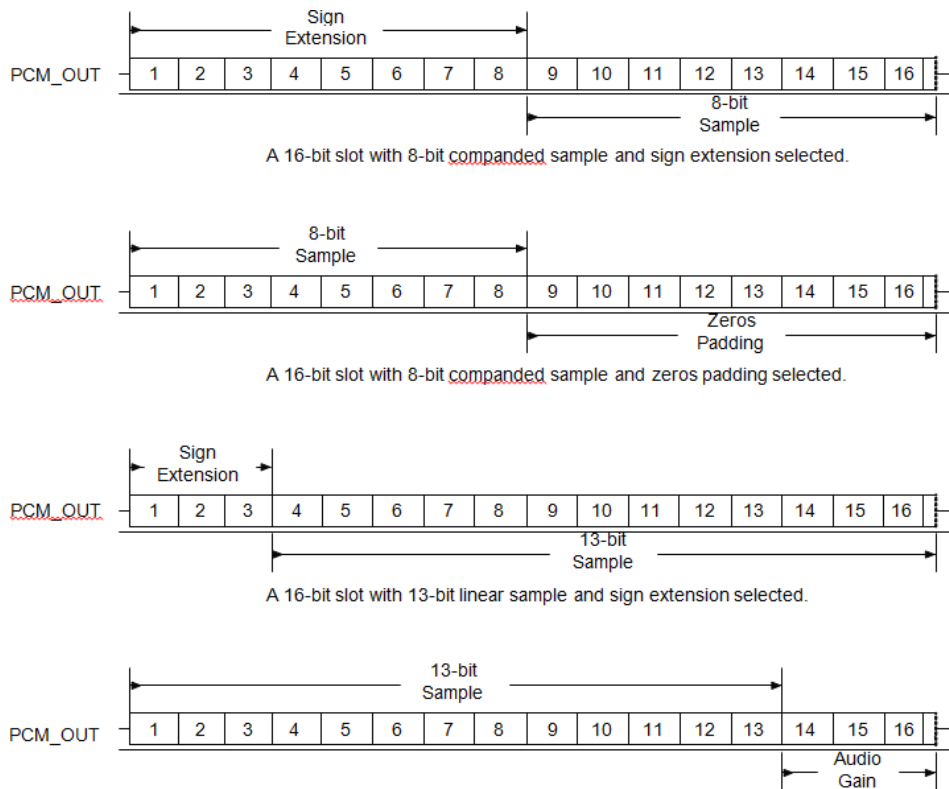 Sign
Extension
PCM_OUT 1 2 3 4 5 6 7 8 9 10 11 12 13 14 15 16
8-bit
Sample
A 16-bit slot with 8-bit companded sample and sign extension selected.
8-bit
Sample
PCM_OUT 1 2 3 4 5 6 7 8 9 10 11 12 13 14 15 16
Zeros
Padding
A 16-bit slot with 8-bit companded sample and zeros padding selected.
Sign
Extension
PCM_OUT 1 2 3 4 5 6 7 8 9 10 11 12 13 14 15 16
13-bit
Sample
A 16-bit slot with 13-bit linear sample and sign extension selected.
13-bit
Sample
PCM_OUT 1 2 3 4 5 6 7 8 9 10 11 12 13 14 15 16
Audio
Gain